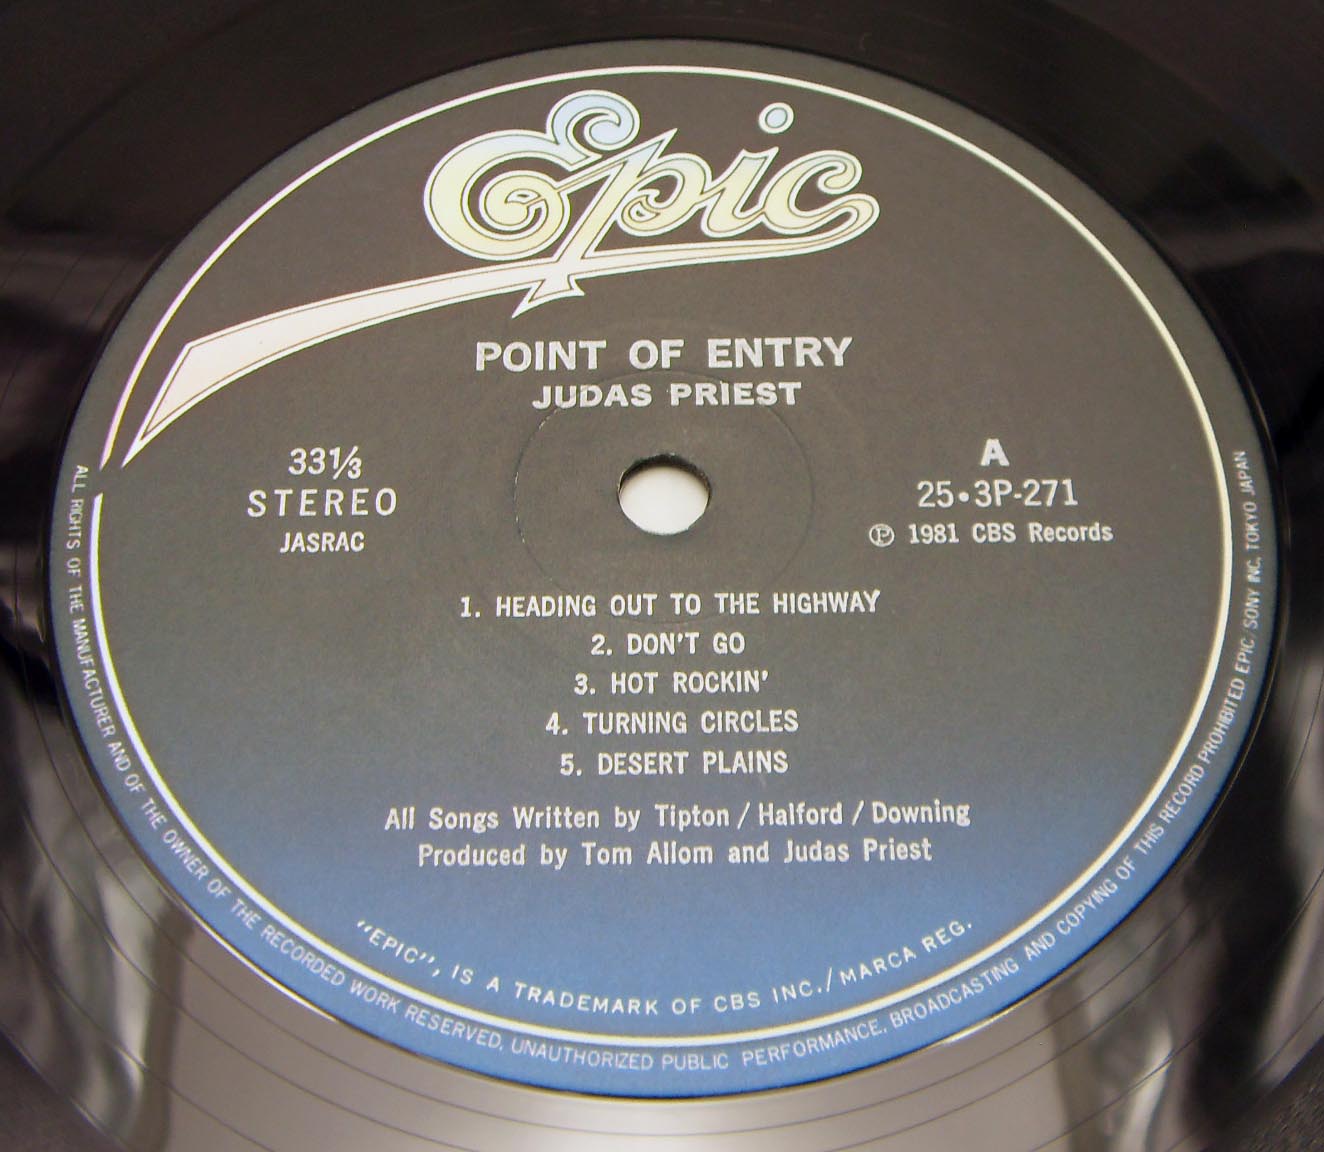 Epic
POINT OF ENTRY
JUDAS PRIEST
33⅓
STEREO
JASRAC
A
25•3P-271
℗ 1981 CBS Records
1. HEADING OUT TO THE HIGHWAY
2. DON'T GO
3. HOT ROCKIN'
4. TURNING CIRCLES
5. DESERT PLAINS
All Songs Written by Tipton / Halford / Downing
Produced by Tom Allom and Judas Priest
"EPIC", IS A TRADEMARK OF CBS INC./MARCA REG.
ALL RIGHTS OF THE MANUFACTURER AND OF THE OWNER OF THE RECORDED WORK RESERVED. UNAUTHORIZED PUBLIC PERFORMANCE, BROADCASTING AND COPYING OF THIS RECORD PROHIBITED EPIC/SONY INC. TOKYO JAPAN